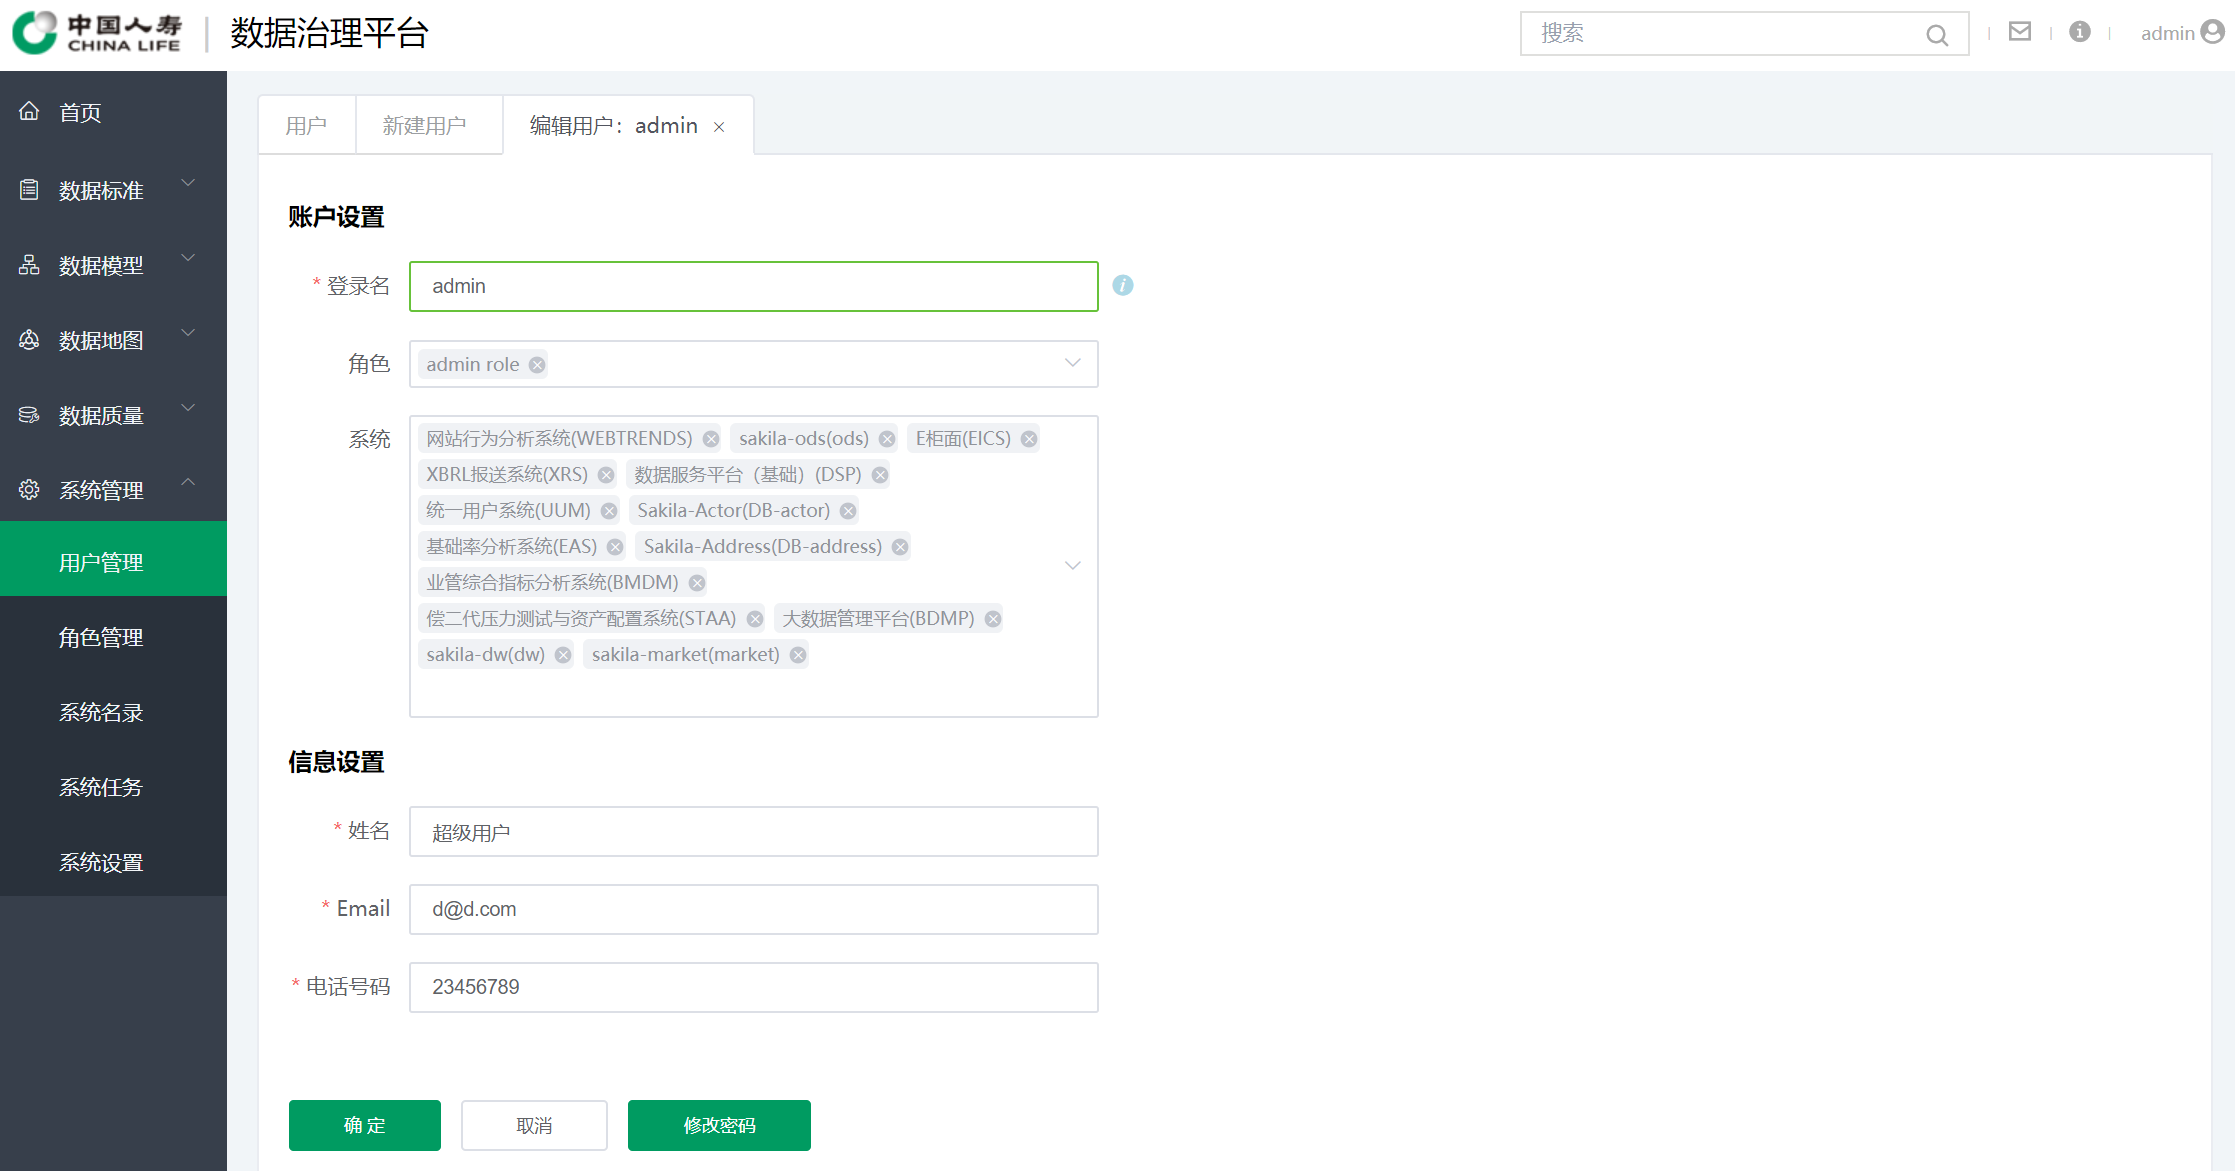 中国人寿
CHINA LIFE
数据治理平台
搜索
admin
首页
数据标准
数据模型
数据地图
数据质量
系统管理
用户管理
角色管理
系统名录
系统任务
系统设置
用户
新建用户
编辑用户：admin
账户设置
* 登录名 admin
角色 admin role
系统 网站行为分析系统(WEBTRENDS) sakila-ods(ods) E柜面(EICS)
XBRL报送系统(XRS) 数据服务平台（基础）(DSP)
统一用户系统(UUM) Sakila-Actor(DB-actor)
基础率分析系统(EAS) Sakila-Address(DB-address)
业管综合指标分析系统(BMDM)
偿二代压力测试与资产配置系统(STAA) 大数据管理平台(BDMP)
sakila-dw(dw) sakila-market(market)
信息设置
* 姓名 超级用户
* Email d@d.com
* 电话号码 23456789
确 定 取消 修改密码